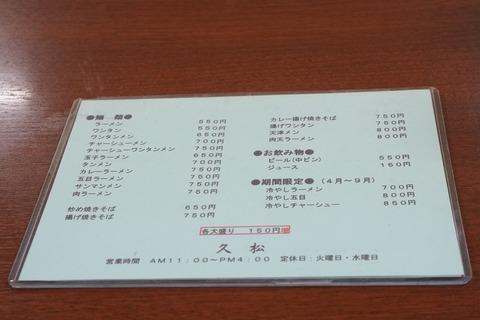 ●麺　類●
ラーメン　550円
ワンタン　550円
ワンタンメン　650円
チャーシューメン　700円
チャーシューワンタンメン　750円
玉子ラーメン　650円
タンメン　700円
カレーラーメン　750円
五目ラーメン　750円
サンマンメン　750円
肉ラーメン　750円
炒め焼きそば　650円
揚げ焼きそば　750円
カレー揚げ焼きそば　750円
揚げワンタン　750円
天津メン　800円
肉天ラーメン　800円
●お飲み物●
ビール(中ビン)　550円
ジュース　150円
●期間限定●　（4月～9月）
冷やしラーメン　700円
冷やし五目　800円
冷やしチャーシュー　850円
各大盛り　150円増
久松
営業時間　AM11：00～PM4：00　定休日：火曜日・水曜日